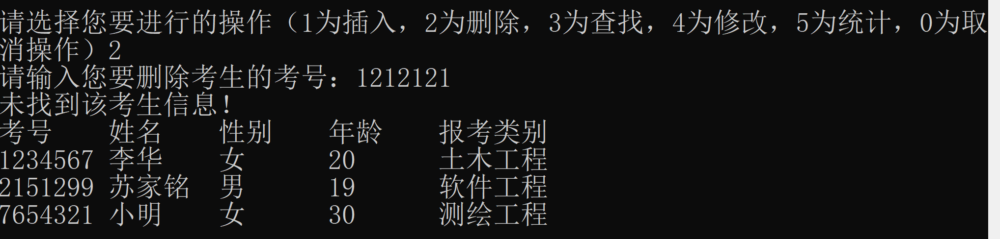 请选择您要进行的操作（1为插入，2为删除，3为查找，4为修改，5为统计，0为取
消操作）2
请输入您要删除考生的考号：1212121
未找到该考生信息！
考号 姓名 性别 年龄 报考类别
1234567 李华 女 20 土木工程
2151299 苏家铭 男 19 软件工程
7654321 小明 女 30 测绘工程